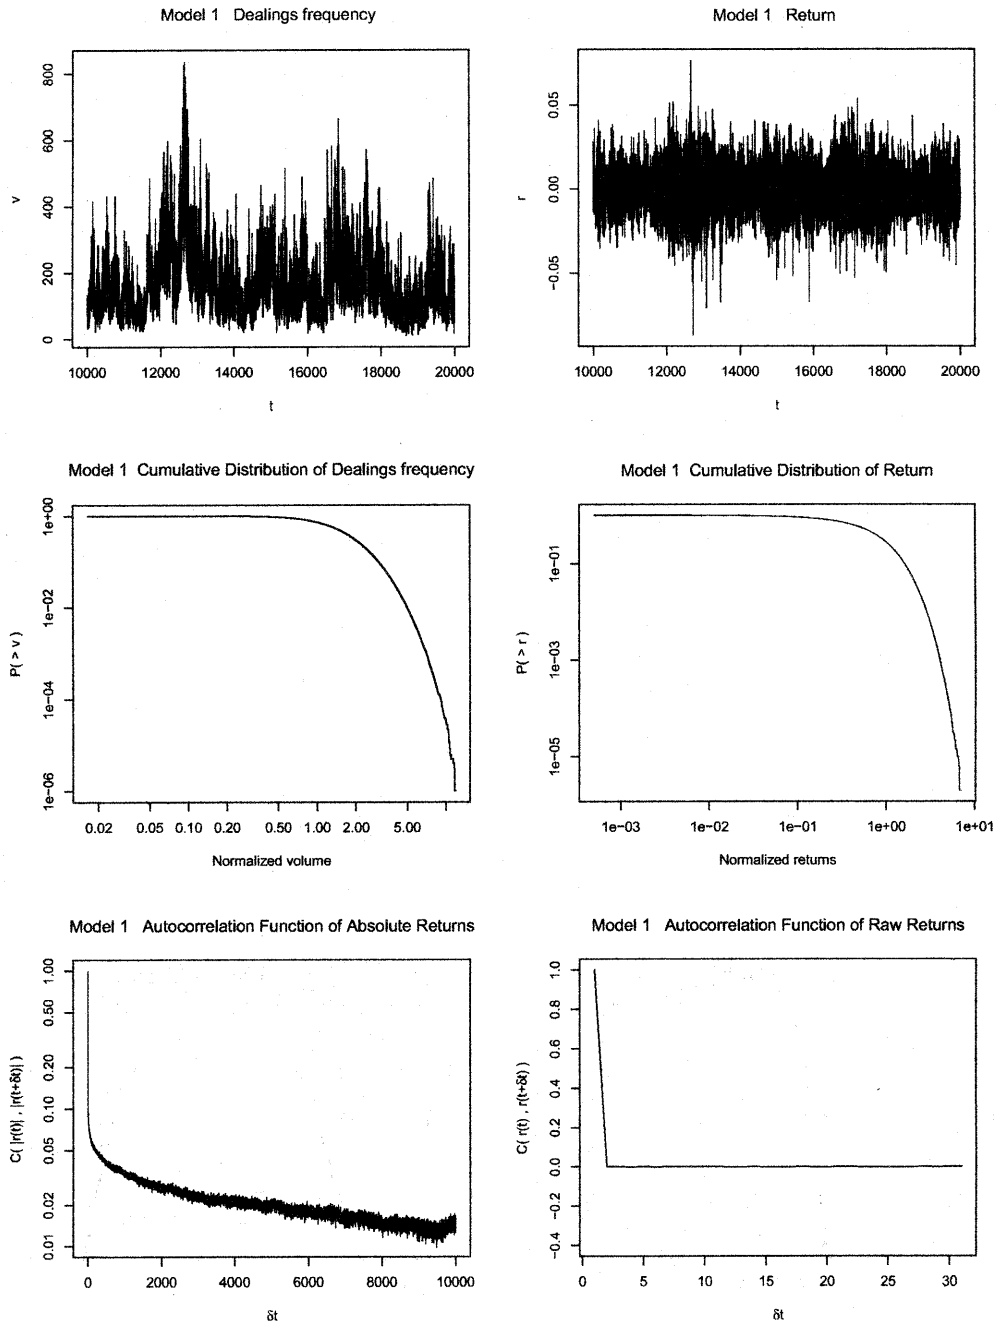 Model 1 Dealings frequency
v
0
200
400
600
800
10000 12000 14000 16000 18000 20000
t
Model 1 Return
r
−0.05
0.00
0.05
10000 12000 14000 16000 18000 20000
t
Model 1 Cumulative Distribution of Dealings frequency
P( > v )
1e−06
1e−04
1e−02
1e+00
0.02 0.05 0.10 0.20 0.50 1.00 2.00 5.00
Normalized volume
Model 1 Cumulative Distribution of Return
P( > r )
1e−05
1e−03
1e−01
1e−03 1e−02 1e−01 1e+00 1e+01
Normalized returns
Model 1 Autocorrelation Function of Absolute Returns
C( |r(t)| , |r(t+δt)| )
0.01
0.02
0.05
0.10
0.20
0.50
1.00
0 2000 4000 6000 8000 10000
δt
Model 1 Autocorrelation Function of Raw Returns
C( r(t) , r(t+δt) )
−0.4
−0.2
0.0
0.2
0.4
0.6
0.8
1.0
0 5 10 15 20 25 30
δt